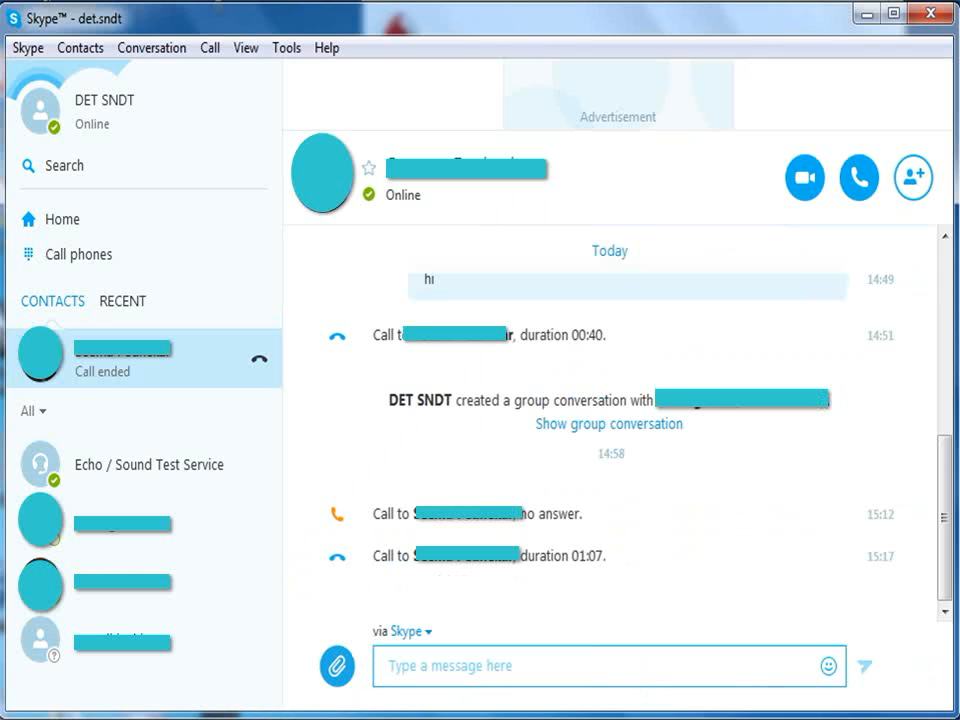 Skype™ - det.sndt
Skype Contacts Conversation Call View Tools Help
DET SNDT
Online
Search
Home
Call phones
CONTACTS RECENT
Call ended
All
Echo / Sound Test Service
Advertisement
Online
Today
hi 14:49
Call to , duration 00:40. 14:51
DET SNDT created a group conversation with
Show group conversation
14:58
Call to no answer. 15:12
Call to duration 01:07. 15:17
via Skype
Type a message here